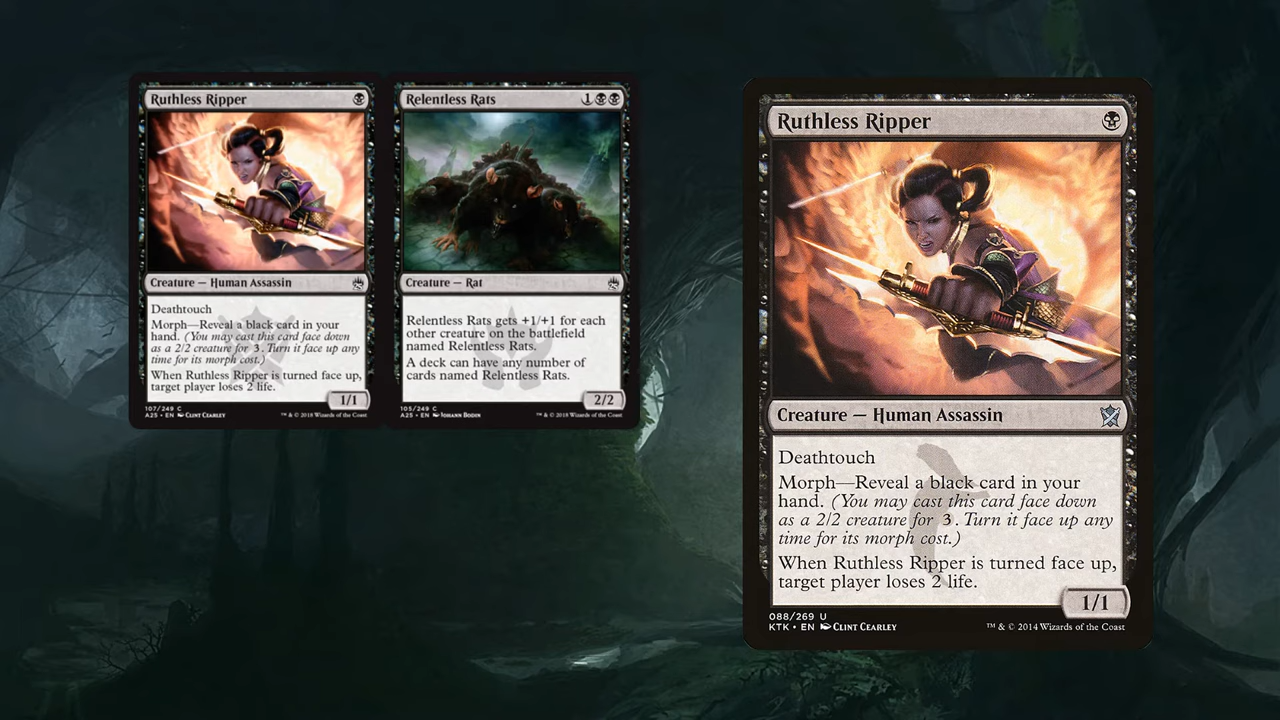 Ruthless Ripper
Creature — Human Assassin
Deathtouch
Morph—Reveal a black card in your
hand. (You may cast this card face down
as a 2/2 creature for 3. Turn it face up any
time for its morph cost.)
When Ruthless Ripper is turned face up,
target player loses 2 life.
1/1
107/249 C
A25 • EN CLINT CEARLEY
™ & © 2018 Wizards of the Coast
Relentless Rats
1
Creature — Rat
Relentless Rats gets +1/+1 for each
other creature on the battlefield
named Relentless Rats.
A deck can have any number of
cards named Relentless Rats.
2/2
105/249 C
A25 • EN JOHANN BODIN
™ & © 2018 Wizards of the Coast
Ruthless Ripper
Creature — Human Assassin
Deathtouch
Morph—Reveal a black card in your
hand. (You may cast this card face down
as a 2/2 creature for 3. Turn it face up any
time for its morph cost.)
When Ruthless Ripper is turned face up,
target player loses 2 life.
1/1
088/269 U
KTK • EN CLINT CEARLEY
™ & © 2014 Wizards of the Coast